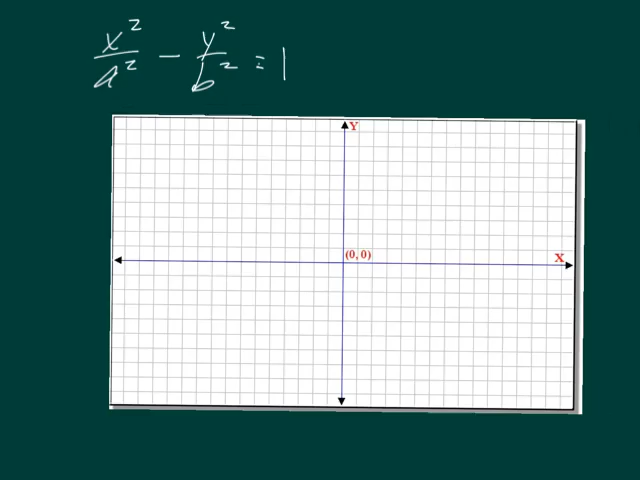 x²/a² - y²/b² = 1
Y
(0, 0)
X